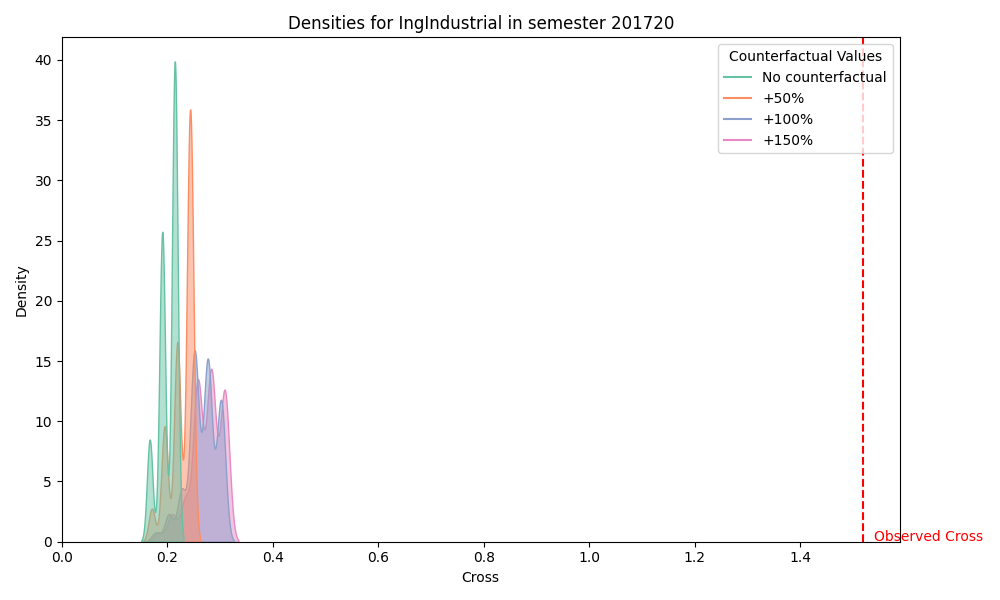 Densities for IngIndustrial in semester 201720
Counterfactual Values
No counterfactual
+50%
+100%
+150%
40
35
30
25
20
15
10
5
0
Density
Observed Cross
0.0 0.2 0.4 0.6 0.8 1.0 1.2 1.4
Cross